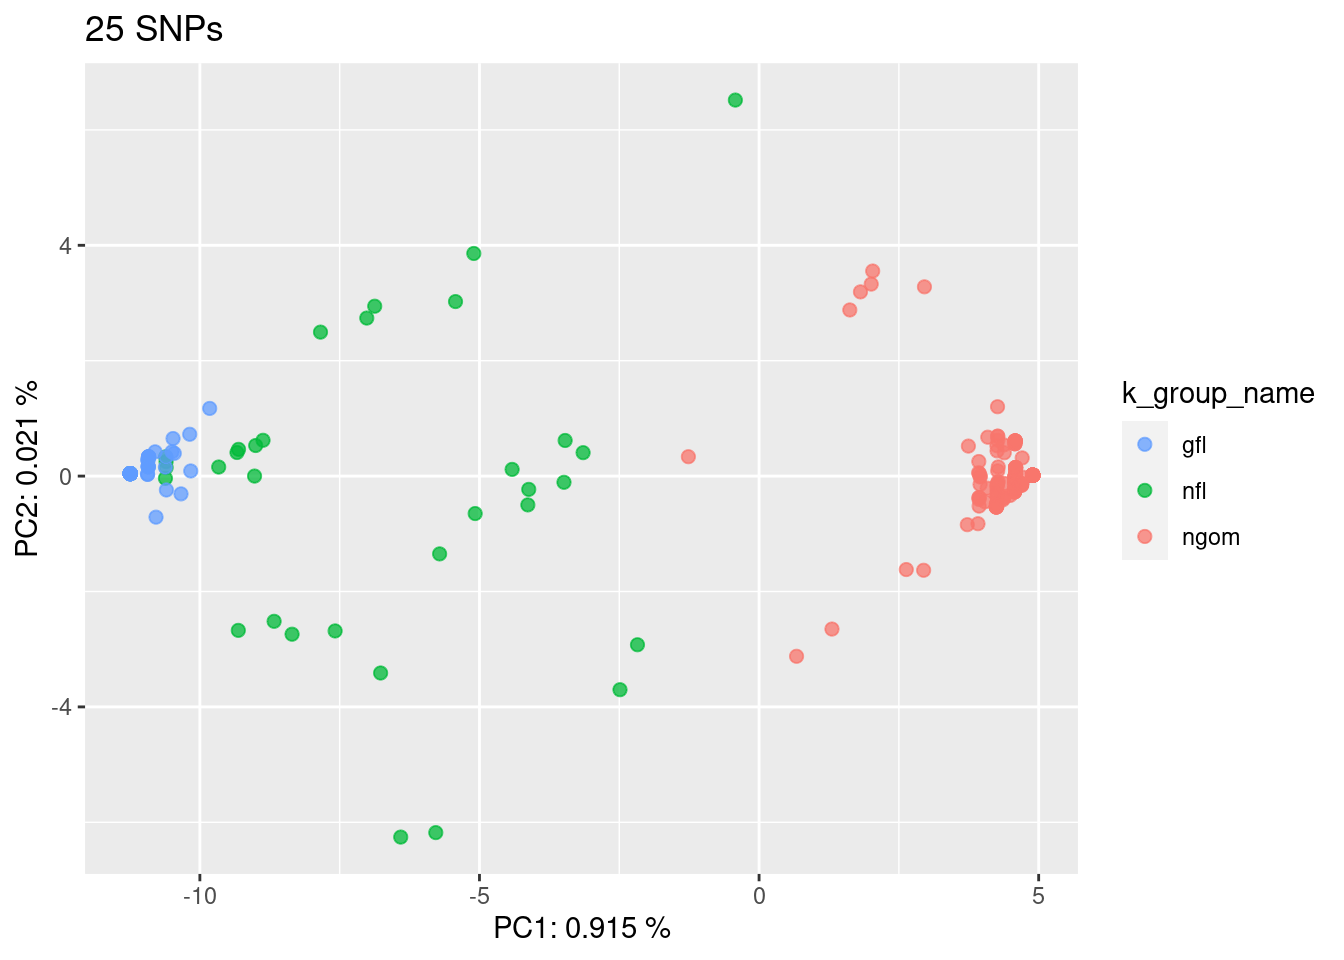 25 SNPs
PC2: 0.021 %
4
0
-4
-10
-5
0
5
PC1: 0.915 %
k_group_name
gfl
nfl
ngom